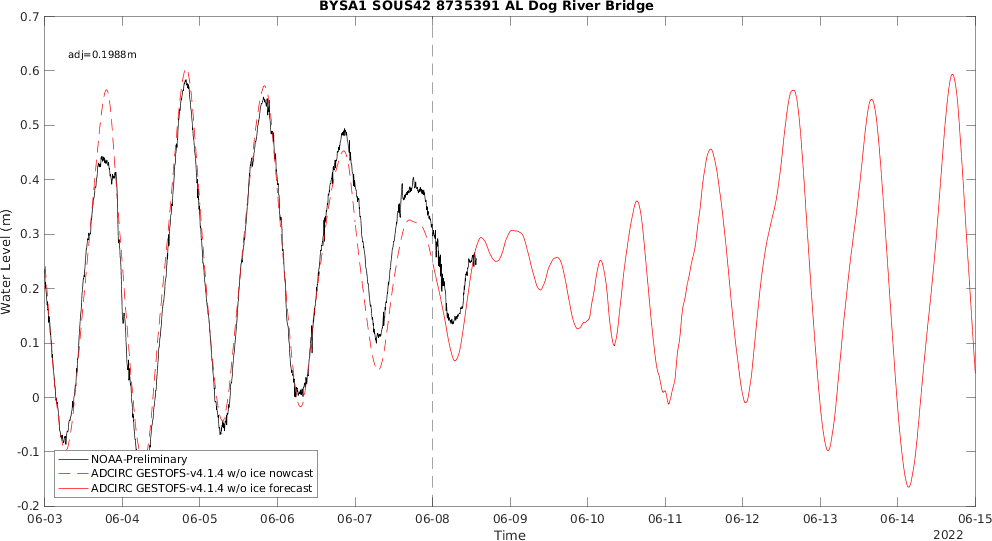 BYSA1 SOUS42 8735391 AL Dog River Bridge
adj=0.1988m
Water Level (m)
0.7
0.6
0.5
0.4
0.3
0.2
0.1
0
-0.1
-0.2
NOAA-Preliminary
ADCIRC GESTOFS-v4.1.4 w/o ice nowcast
ADCIRC GESTOFS-v4.1.4 w/o ice forecast
06-03 06-04 06-05 06-06 06-07 06-08 06-09 06-10 06-11 06-12 06-13 06-14 06-15
Time
2022